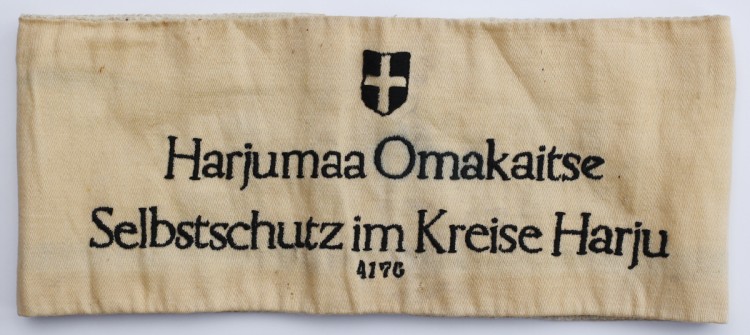 Harjumaa Omakaitse
Selbstschutz im Kreise Harju
4176